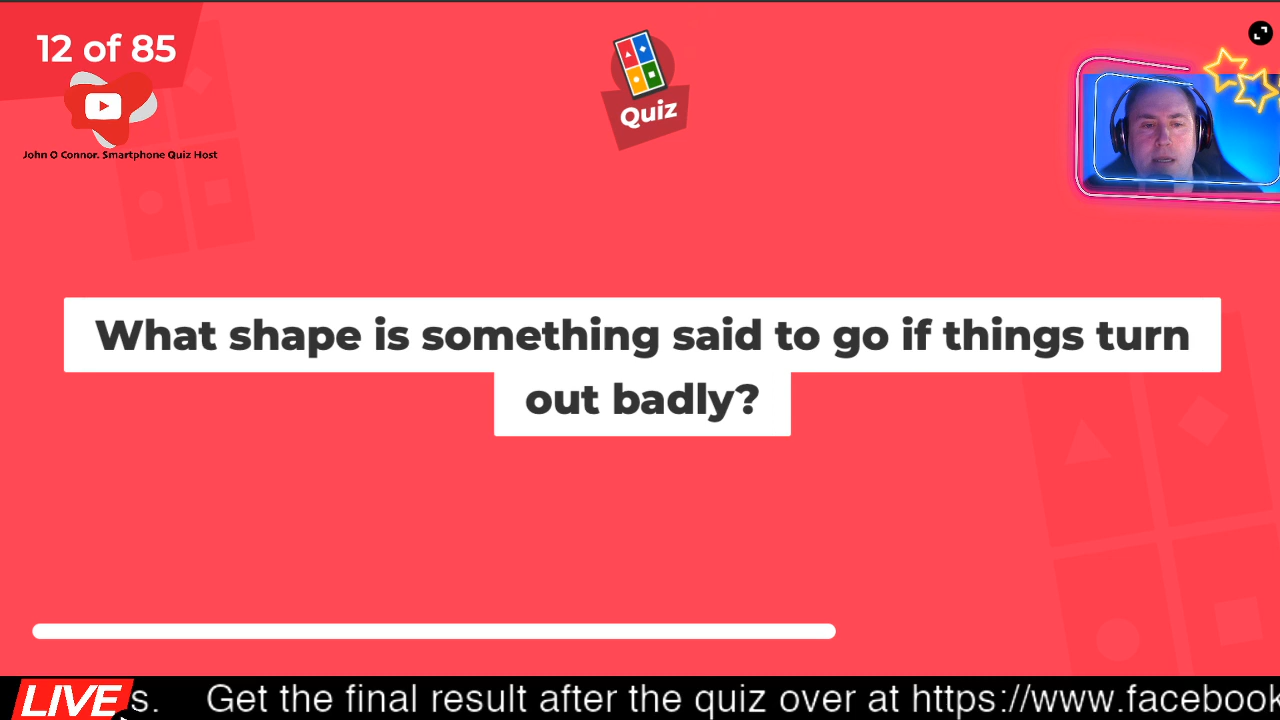 12 of 85
John O Connor. Smartphone Quiz Host
Quiz
What shape is something said to go if things turn
out badly?
LIVE
s. Get the final result after the quiz over at https://www.facebook